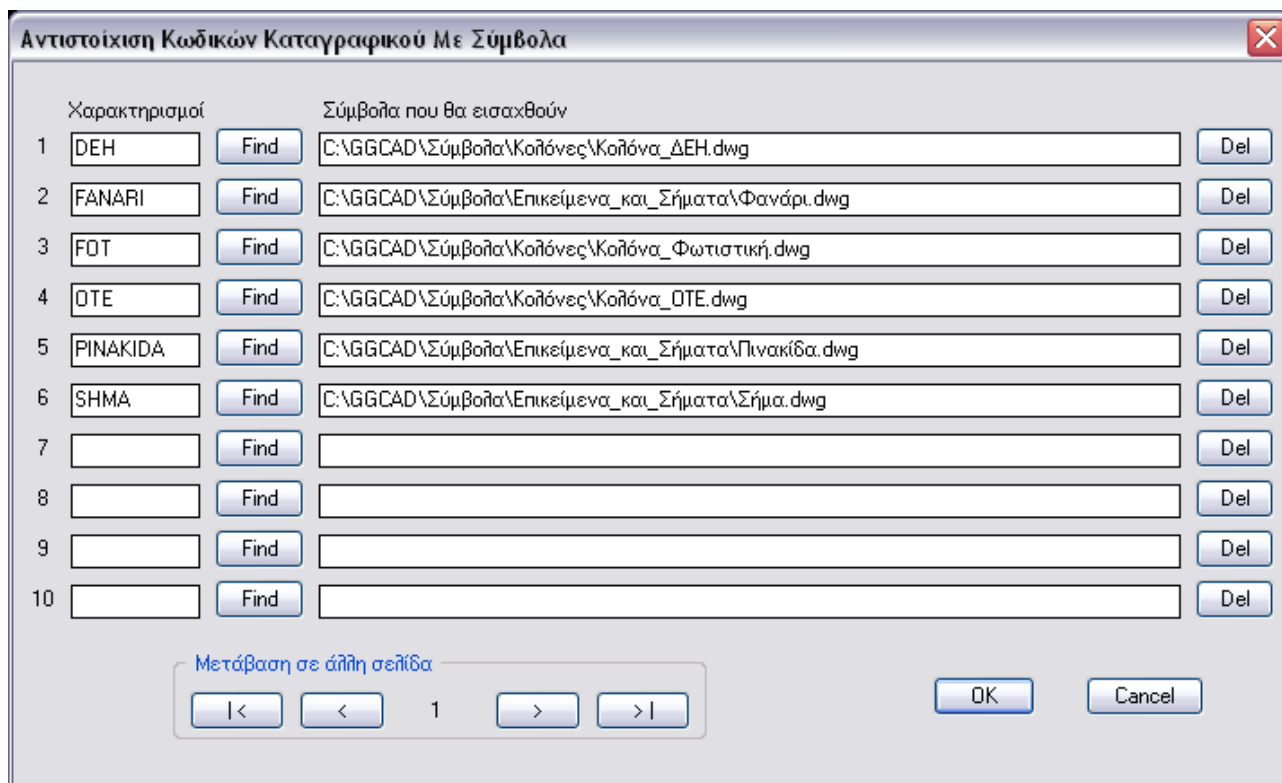 Αντιστοίχιση Κωδικών Καταγραφικού Με Σύμβολα
Χαρακτηρισμοί Σύμβολα που θα εισαχθούν
1 DEH Find C:\GGCAD\Σύμβολα\Κολόνες\Κολόνα_ΔΕΗ.dwg Del
2 FANARI Find C:\GGCAD\Σύμβολα\Επικείμενα_και_Σήματα\Φανάρι.dwg Del
3 FOT Find C:\GGCAD\Σύμβολα\Κολόνες\Κολόνα_Φωτιστική.dwg Del
4 OTE Find C:\GGCAD\Σύμβολα\Κολόνες\Κολόνα_ΟΤΕ.dwg Del
5 PINAKIDA Find C:\GGCAD\Σύμβολα\Επικείμενα_και_Σήματα\Πινακίδα.dwg Del
6 SHMA Find C:\GGCAD\Σύμβολα\Επικείμενα_και_Σήματα\Σήμα.dwg Del
7 Find Del
8 Find Del
9 Find Del
10 Find Del
Μετάβαση σε άλλη σελίδα
|< < 1 > >| OK Cancel